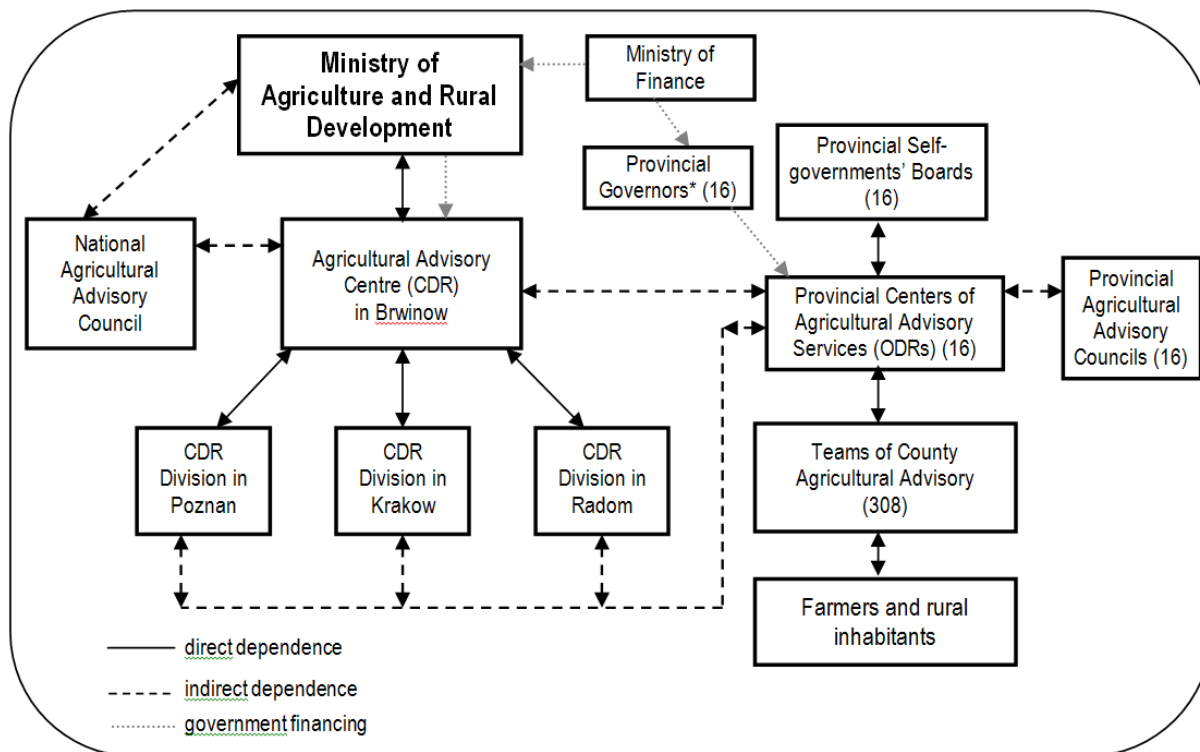 Ministry of
Agriculture and Rural
Development
Ministry of
Finance
Provincial
Governors* (16)
Provincial Self-
governments' Boards
(16)
National
Agricultural
Advisory
Council
Agricultural Advisory
Centre (CDR)
in Brwinow
Provincial Centers of
Agricultural Advisory
Services (ODRs) (16)
Provincial
Agricultural
Advisory
Councils (16)
CDR
Division in
Poznan
CDR
Division in
Krakow
CDR
Division in
Radom
Teams of County
Agricultural Advisory
(308)
Farmers and rural
inhabitants
direct dependence
indirect dependence
government financing